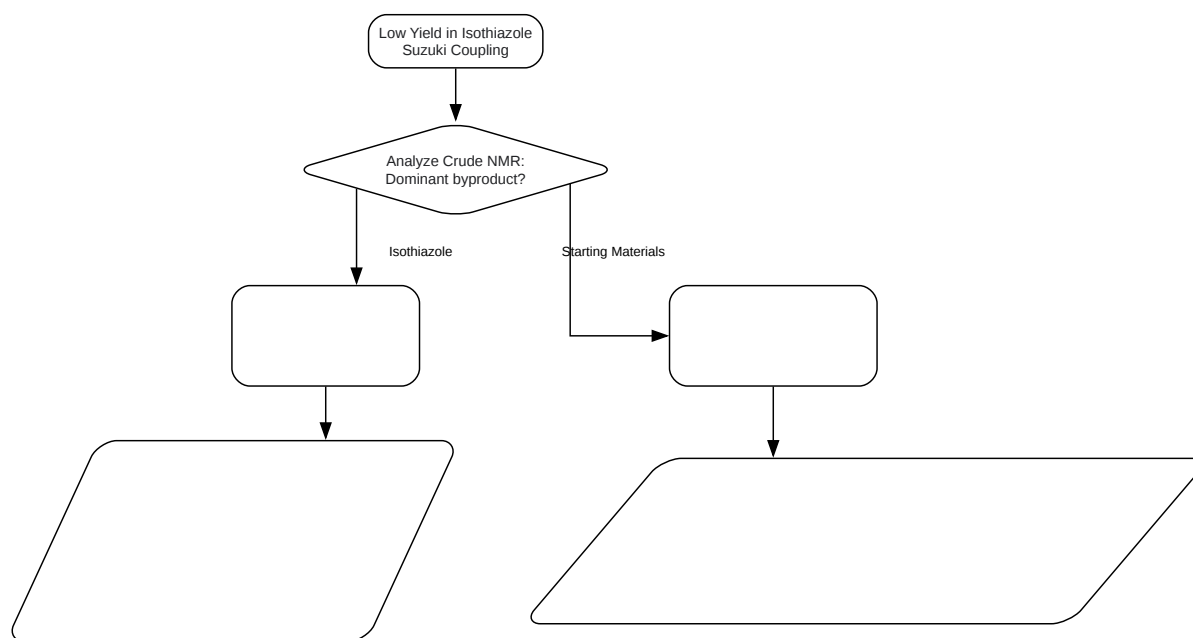 Low Yield in Isothiazole
Suzuki Coupling
Analyze Crude NMR:
Dominant byproduct?
Isothiazole
Starting Materials